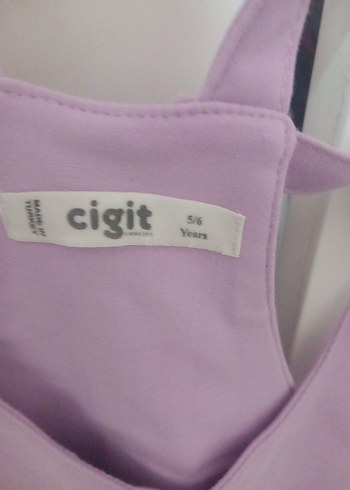 MADE IN
TURKEY
cigit
5/6
Years